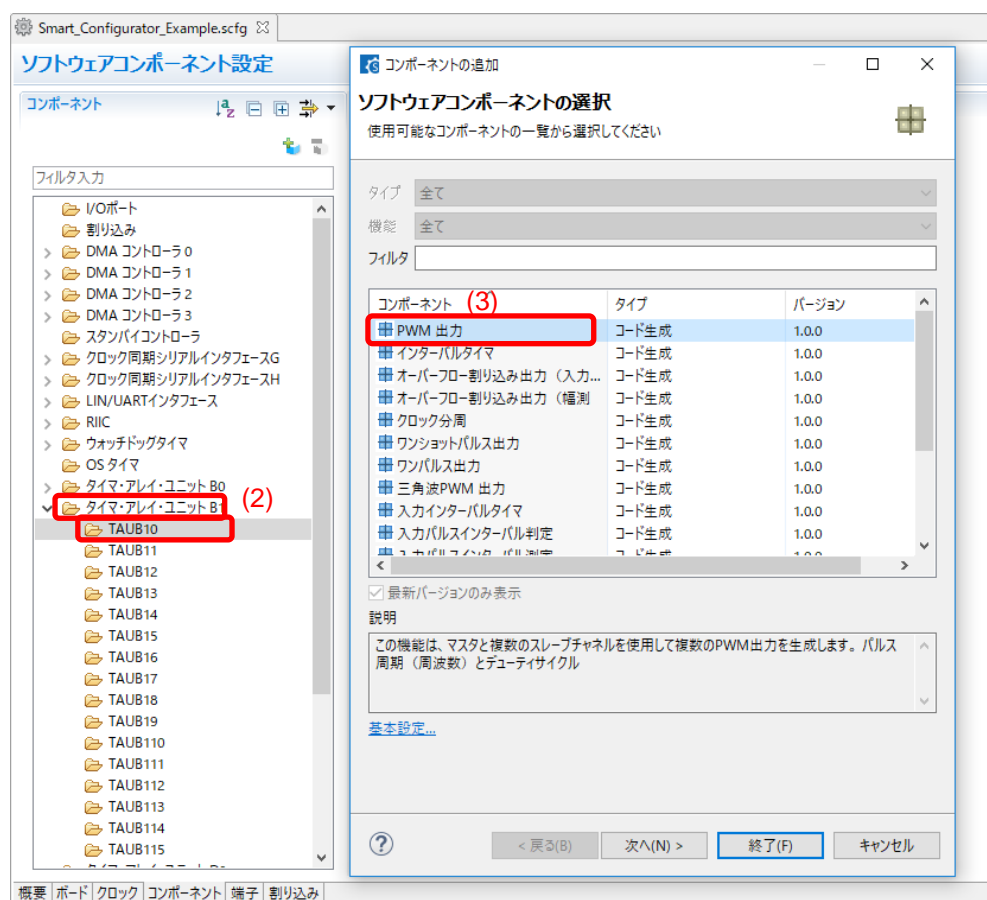 Smart_Configurator_Example.scfg
ソフトウェアコンポーネント設定
コンポーネント
フィルタ入力
I/Oポート
割り込み
DMA コントローラ 0
DMA コントローラ 1
DMA コントローラ 2
DMA コントローラ 3
スタンバイコントローラ
クロック同期シリアルインタフェースG
クロック同期シリアルインタフェースH
LIN/UARTインタフェース
RIIC
ウォッチドッグタイマ
OS タイマ
タイマ・アレイ・ユニット B0
タイマ・アレイ・ユニット B1
(2)
TAUB10
TAUB11
TAUB12
TAUB13
TAUB14
TAUB15
TAUB16
TAUB17
TAUB18
TAUB19
TAUB110
TAUB111
TAUB112
TAUB113
TAUB114
TAUB115
コンポーネントの追加
ソフトウェアコンポーネントの選択
使用可能なコンポーネントの一覧から選択してください
タイプ 全て
機能 全て
フィルタ
コンポーネント (3) タイプ バージョン
PWM 出力 コード生成 1.0.0
インターバルタイマ コード生成 1.0.0
オーバーフロー割り込み出力（入力... コード生成 1.0.0
オーバーフロー割り込み出力（幅測 コード生成 1.0.0
クロック分周 コード生成 1.0.0
ワンショットパルス出力 コード生成 1.0.0
ワンパルス出力 コード生成 1.0.0
三角波PWM 出力 コード生成 1.0.0
入力インターバルタイマ コード生成 1.0.0
入力パルスインターバル判定 コード生成 1.0.0
最新バージョンのみ表示
説明
この機能は、マスタと複数のスレーブチャネルを使用して複数のPWM出力を生成します。パルス
周期（周波数）とデューティサイクル
基本設定...
< 戻る(B) 次へ(N) > 終了(F) キャンセル
概要 ボード クロック コンポーネント 端子 割り込み